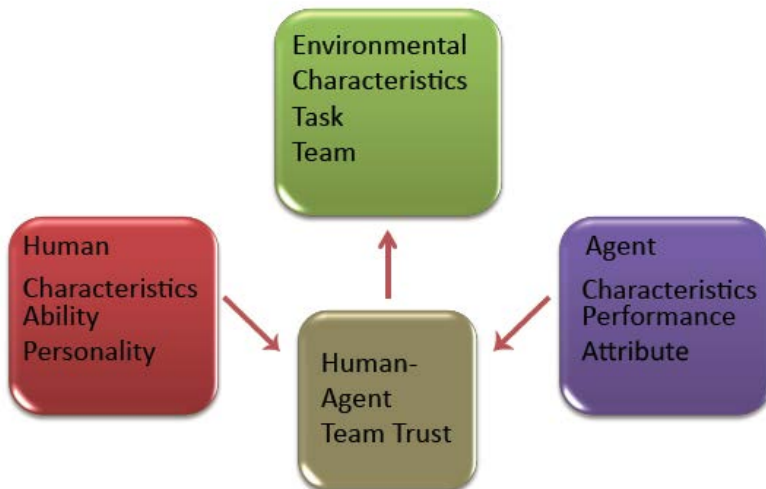 Environmental
Characteristics
Task
Team
Human
Characteristics
Ability
Personality
Agent
Characteristics
Performance
Attribute
Human-
Agent
Team Trust